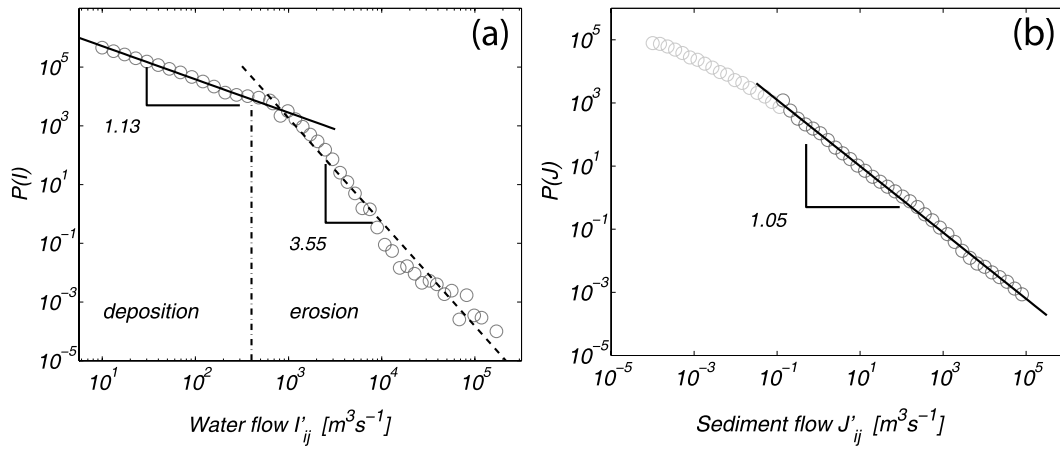 (a)
P(I)
10^5
10^3
10^1
10^-1
10^-3
10^-5
1.13
3.55
deposition
erosion
10^1 10^2 10^3 10^4 10^5
Water flow I'_ij [m^3s^-1]
(b)
P(J)
10^5
10^3
10^1
10^-1
10^-3
10^-5
1.05
10^-5 10^-3 10^-1 10^1 10^3 10^5
Sediment flow J'_ij [m^3s^-1]